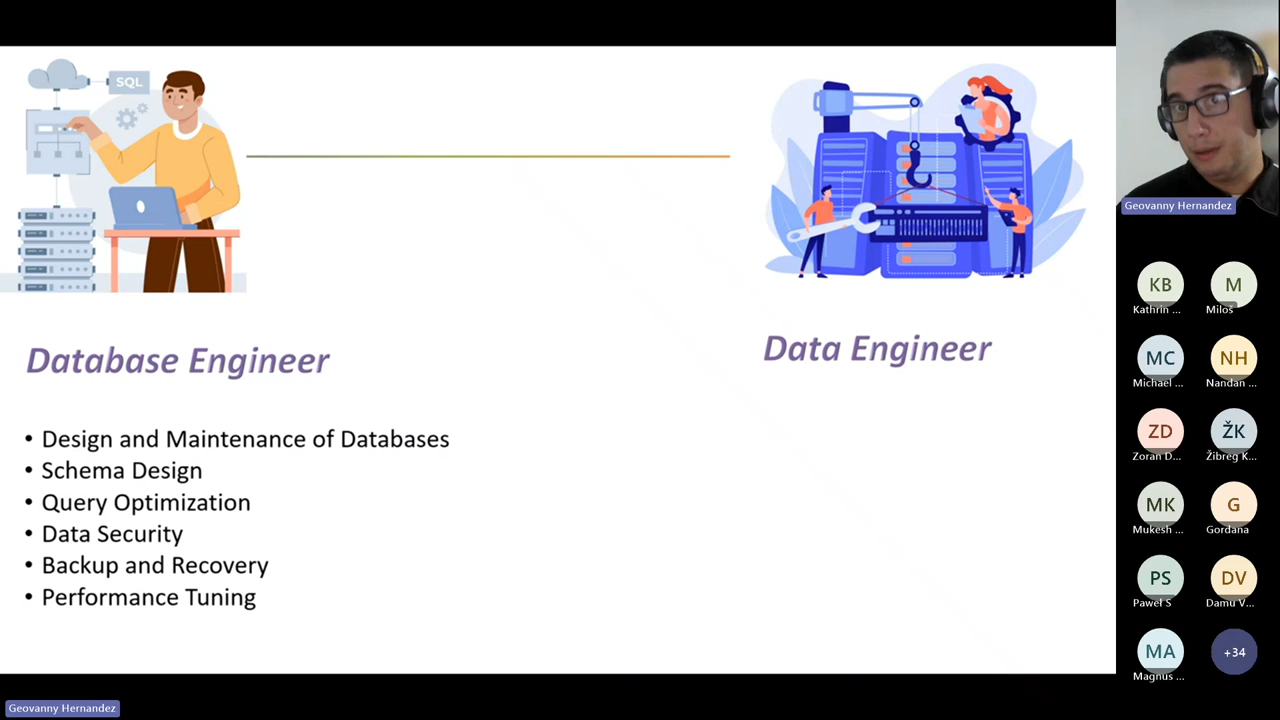 SQL
Database Engineer
• Design and Maintenance of Databases
• Schema Design
• Query Optimization
• Data Security
• Backup and Recovery
• Performance Tuning
Data Engineer
Geovanny Hernandez
KB
Kathrin ...
M
Miloš
MC
Michael ...
NH
Nandan ...
ZD
Zoran D...
ŽK
Žibreg K...
MK
Mukesh ...
G
Gordana
PS
Paweł S
DV
Damu V...
MA
Magnus ...
+34
Geovanny Hernandez